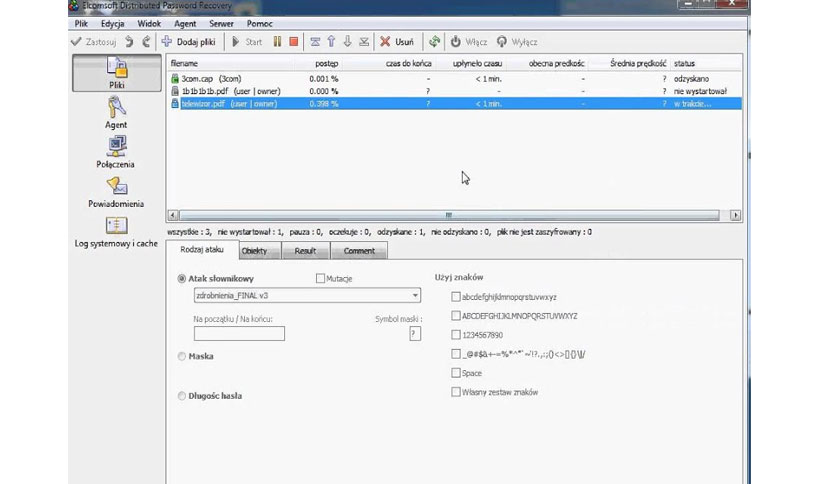 Elcomsoft Distributed Password Recovery
Plik Edycja Widok Agent Serwer Pomoc
Zastosuj Dodaj pliki Start Usuń Włącz Wyłącz
Pliki
Agent
Połączenia
Powiadomienia
Log systemowy i cache
filename postęp czas do końca upłyneło czasu obecna prędkośc Średnia prędkość status
3com.cap (3com) 0.001 % - < 1 min. - ? odzyskano
1b1b1b1b.pdf (user | owner) 0.000 % ? - - ? nie wystartował
telewizor.pdf (user | owner) 0.398 % ? < 1 min. - ? w trakcie...
wszystkie : 3, nie wystartował : 1, pauza : 0, oczekuje : 0, odzyskane : 1, nie odzyskano : 0, plik nie jest zaszyfrowany : 0
Rodzaj ataku Obiekty Result Comment
Atak słownikowy Mutacje
zdrobnienia_FINAL v3
Na początku / Na końcu: Symbol maski :
?
Maska
Długośc hasła
Użyj znaków
abcdefghijklmnopqrstuvwxyz
ABCDEFGHIJKLMNOPQRSTUVWXYZ
1234567890
Space
Własny zestaw znaków